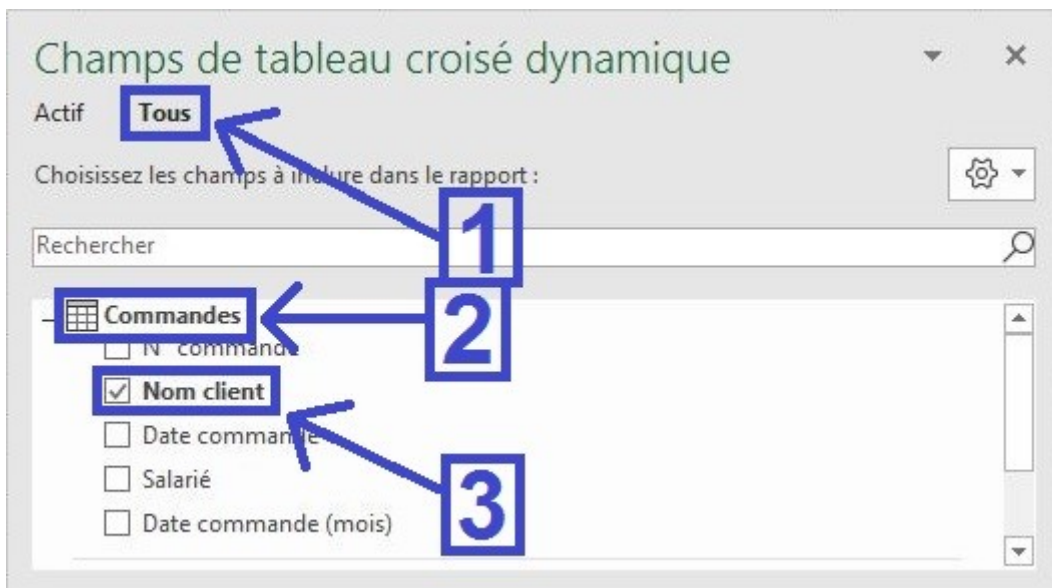 Champs de tableau croisé dynamique
Actif Tous
Choisissez les champs à inclure dans le rapport :
1
Rechercher
Commandes
2
N° commande
Nom client
Date commande
Salarié
3
Date commande (mois)